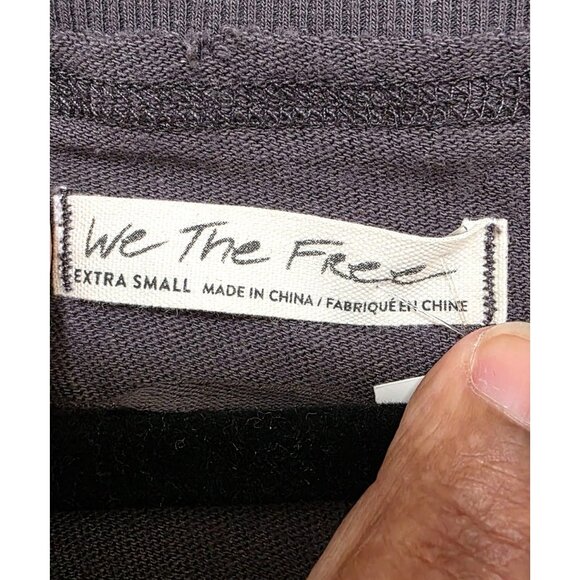 We The Free
EXTRA SMALL MADE IN CHINA / FABRIQUÉ EN CHINE